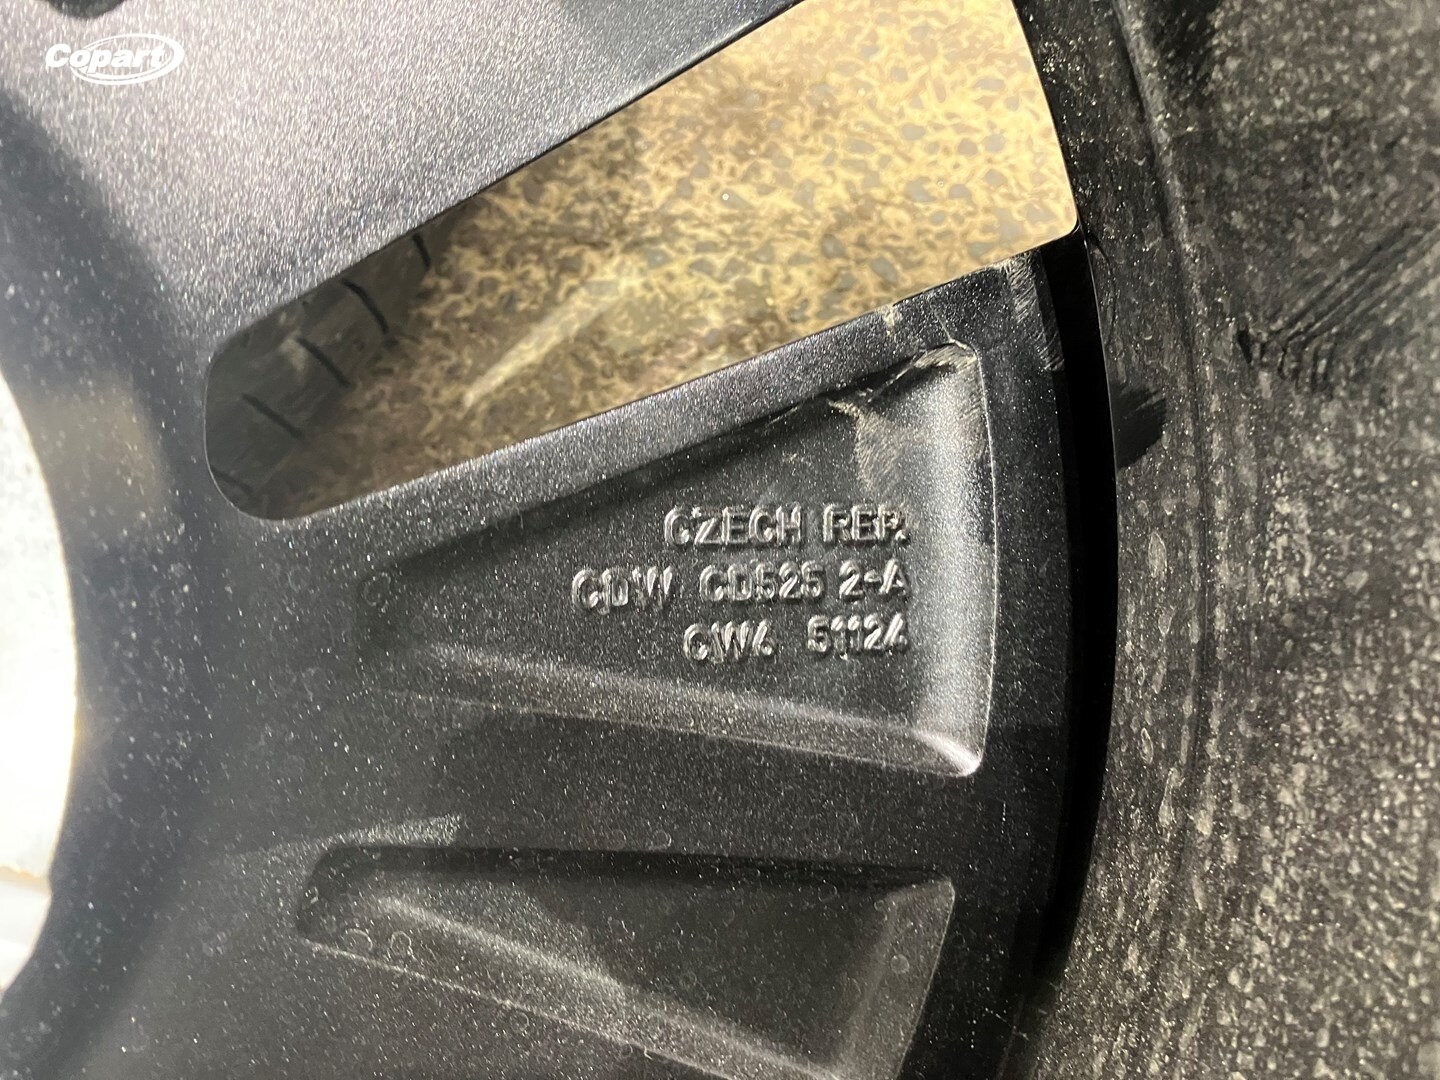 Copart
CZECH REP.
CDW CD525 2-A
CW4 51124